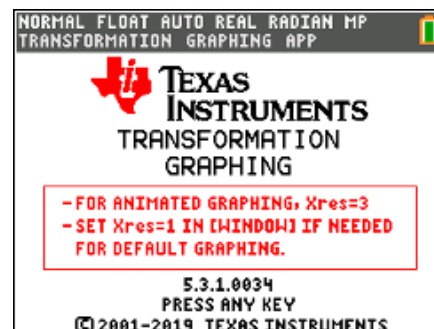 NORMAL FLOAT AUTO REAL RADIAN MP
TRANSFORMATION GRAPHING APP
TEXAS
INSTRUMENTS
TRANSFORMATION
GRAPHING
-FOR ANIMATED GRAPHING, Xres=3
-SET Xres=1 IN [WINDOW] IF NEEDED
FOR DEFAULT GRAPHING.
5.3.1.0034
PRESS ANY KEY
© 2001-2019 TEXAS INSTRUMENTS